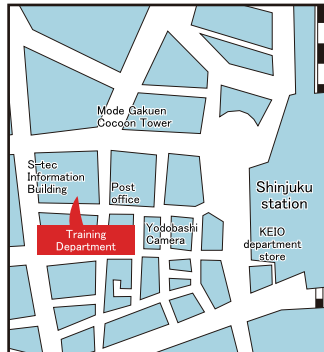 Mode Gakuen
Cocoon Tower
S-tec
Information
Building
Post
office
Shinjuku
station
Training
Department
Yodobashi
Camera
KEIO
department
store